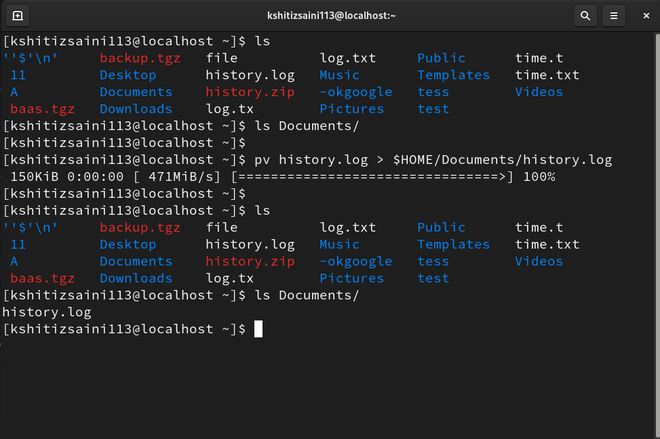 kshitizsaini113@localhost:~
[kshitizsaini113@localhost ~]$ ls
''$'\n'    backup.tgz  file         log.txt    Public     time.t
11         Desktop     history.log  Music      Templates  time.txt
A          Documents   history.zip  -okgoogle  tess       Videos
baas.tgz   Downloads   log.tx       Pictures   test
[kshitizsaini113@localhost ~]$ ls Documents/
[kshitizsaini113@localhost ~]$
[kshitizsaini113@localhost ~]$ pv history.log > $HOME/Documents/history.log
150KiB 0:00:00 [ 471MiB/s] [================================>] 100%
[kshitizsaini113@localhost ~]$
[kshitizsaini113@localhost ~]$ ls
''$'\n'    backup.tgz  file         log.txt    Public     time.t
11         Desktop     history.log  Music      Templates  time.txt
A          Documents   history.zip  -okgoogle  tess       Videos
baas.tgz   Downloads   log.tx       Pictures   test
[kshitizsaini113@localhost ~]$ ls Documents/
history.log
[kshitizsaini113@localhost ~]$